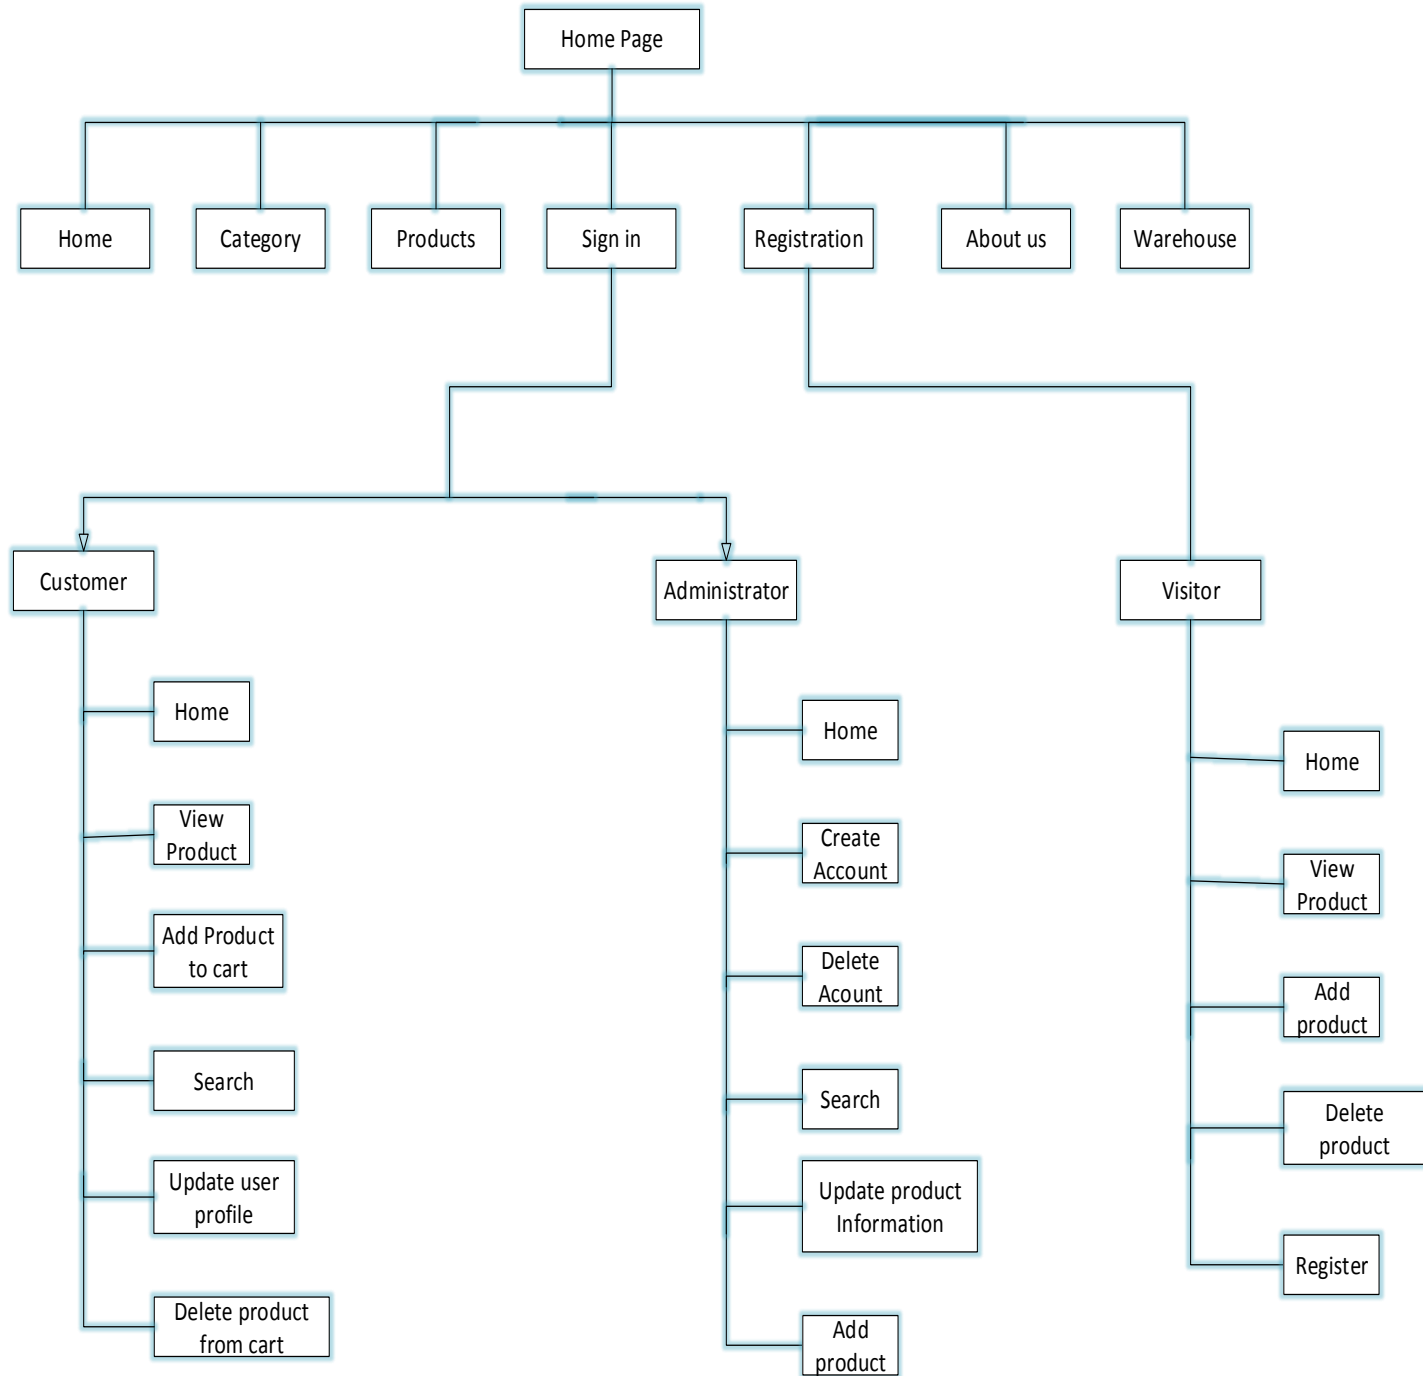 Home Page
Home
Category
Products
Sign in
Registration
About us
Warehouse
Customer
Administrator
Visitor
Home
View
Product
Add Product
to cart
Search
Update user
profile
Delete product
from cart
Home
Create
Account
Delete
Acount
Search
Update product
Information
Add
product
Home
View
Product
Add
product
Delete
product
Register